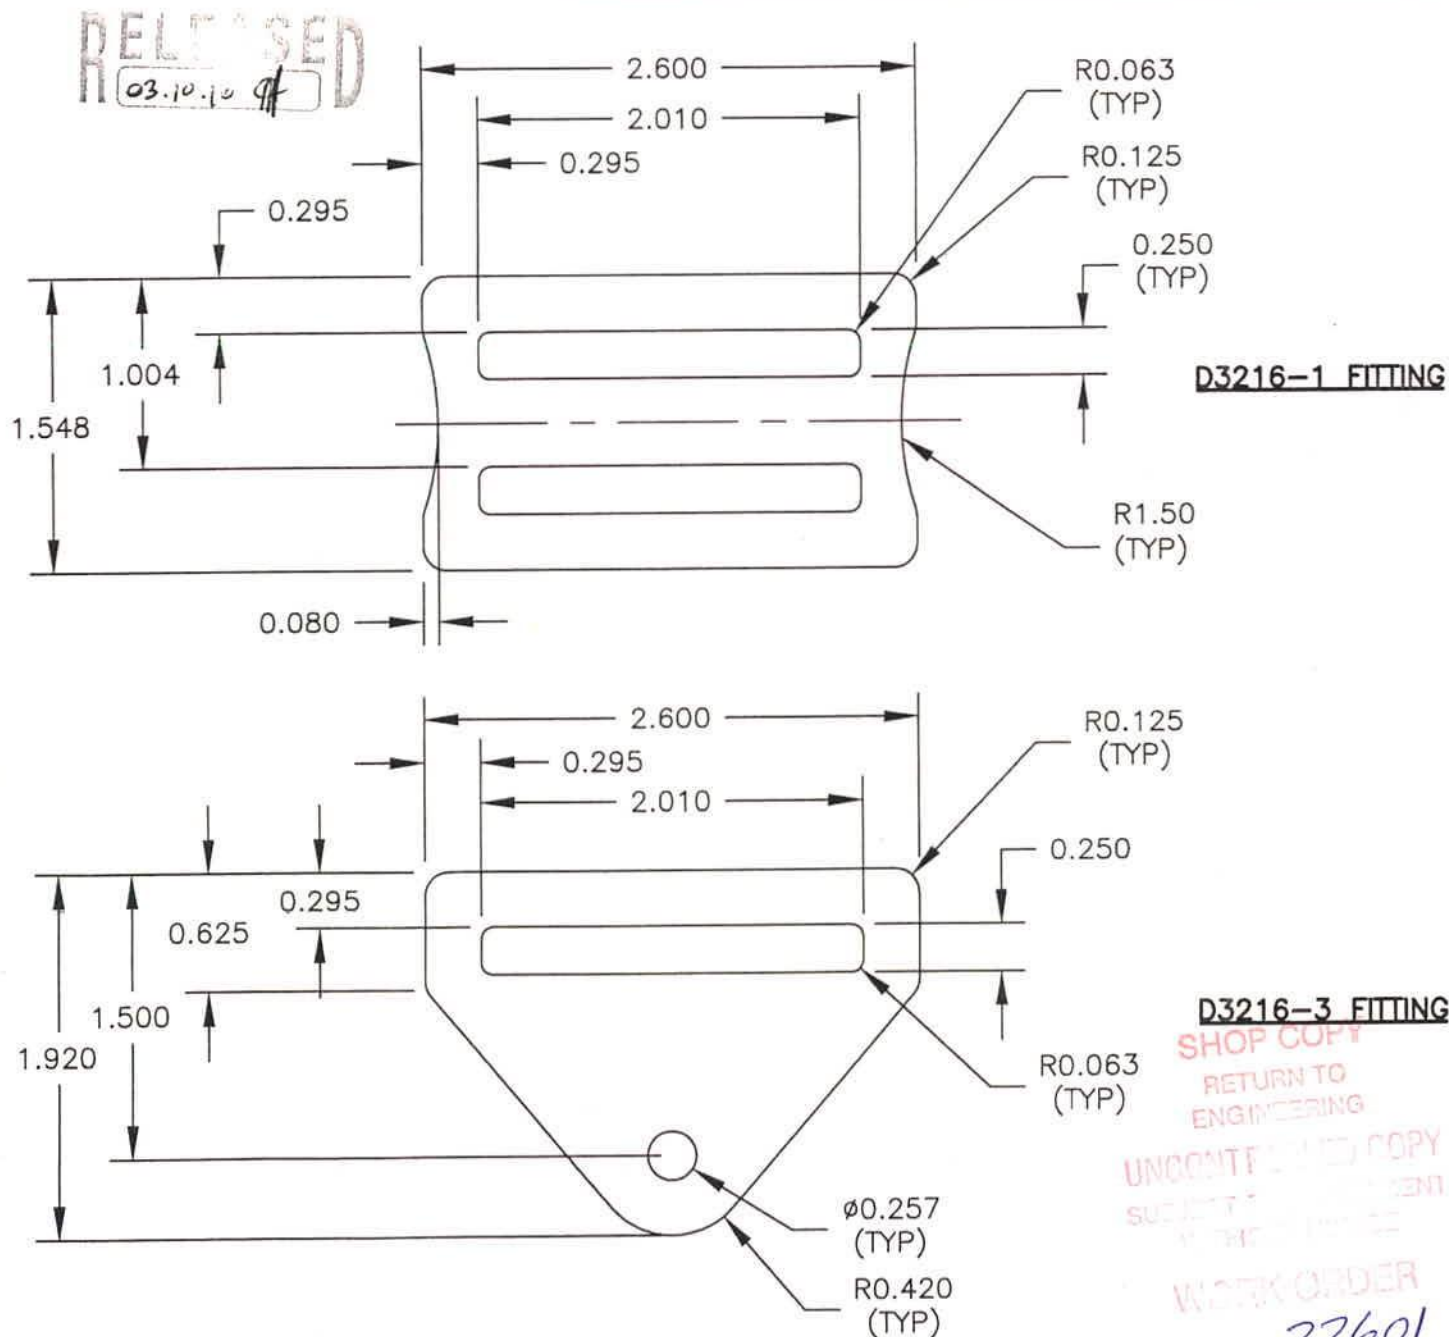 RELEASED
03.10.10
2.600
2.010
0.295
0.295
R0.063
(TYP)
R0.125
(TYP)
0.250
(TYP)
1.004
1.548
D3216-1 FITTING
R1.50
(TYP)
0.080
2.600
0.295
2.010
R0.125
(TYP)
0.250
0.295
0.625
1.500
1.920
D3216-3 FITTING
SHOP COPY
RETURN TO
ENGINEERING
R0.063
(TYP)
UNCONTROLLED COPY
ø0.257
(TYP)
R0.420
(TYP)
WORK ORDER